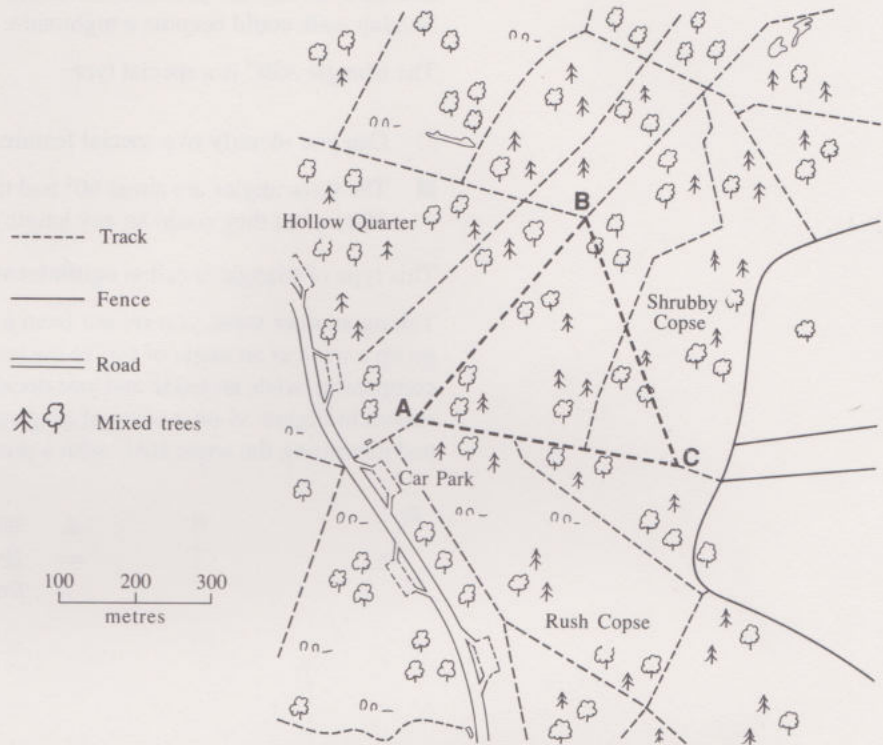 B
Hollow Quarter
Track
Shrubby
Copse
Fence
Road
A
Mixed trees
C
Car Park
100 200 300
metres
Rush Copse